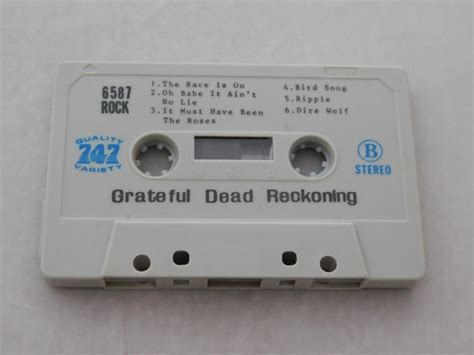 6587
ROCK
1.The Race Is On
2.Oh Babe It Ain't
No Lie
3.It Must Have Been
The Roses
4.Bird Song
5.Ripple
6.Dire Wolf
QUALITY
747
VARIETY
B
STEREO
Grateful Dead Reckoning